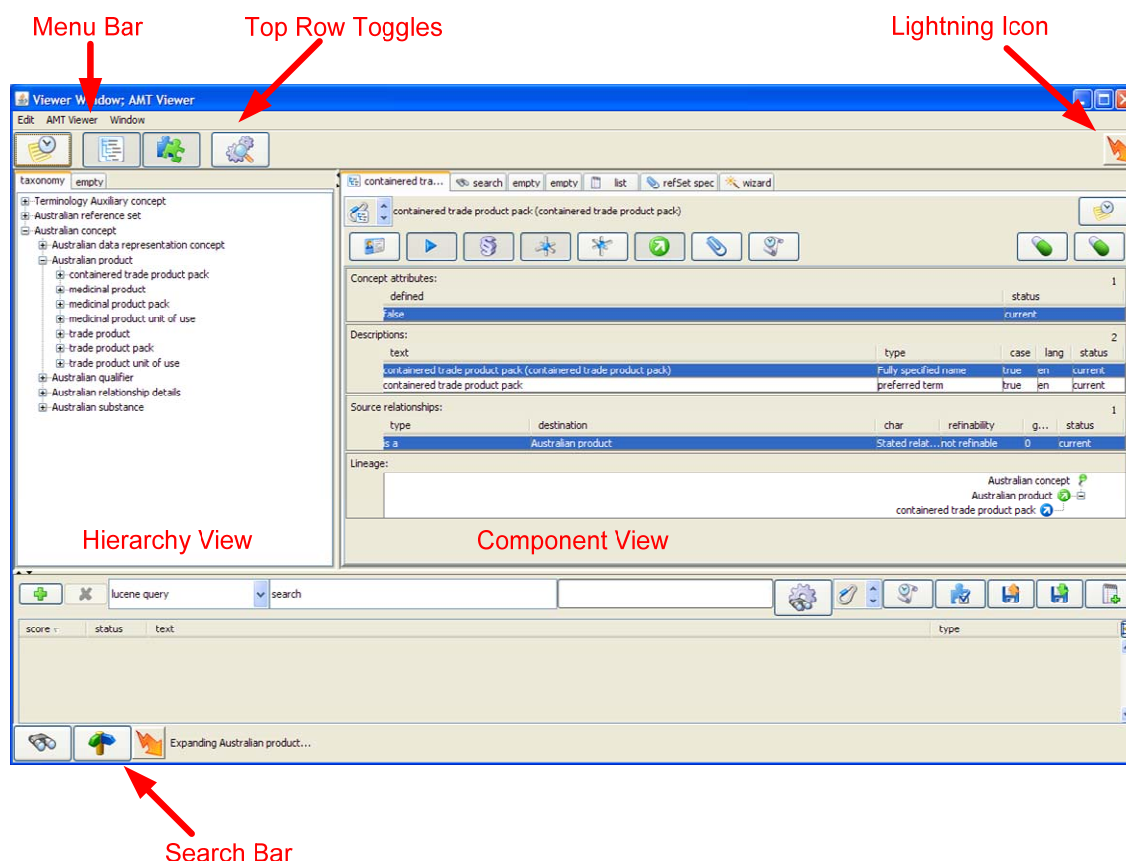 Menu Bar
Top Row Toggles
Lightning Icon
Viewer Window; AMT Viewer
Edit AMT Viewer Window
taxonomy empty
Terminology Auxiliary concept
Australian reference set
Australian concept
Australian data representation concept
Australian product
containered trade product pack
medicinal product
medicinal product pack
medicinal product unit of use
trade product
trade product pack
trade product unit of use
Australian qualifier
Australian relationship details
Australian substance
Hierarchy View
containered tra... search empty empty list refSet spec wizard
containered trade product pack (containered trade product pack)
Concept attributes: 1
defined status
false current
Descriptions: 2
text type case lang status
containered trade product pack (containered trade product pack) Fully specified name true en current
containered trade product pack preferred term true en current
Source relationships: 1
type destination char refinability g... status
is a Australian product Stated relat... not refinable 0 current
Lineage:
Australian concept
Australian product
containered trade product pack
Component View
lucene query search
score status text type
Expanding Australian product...
Search Bar